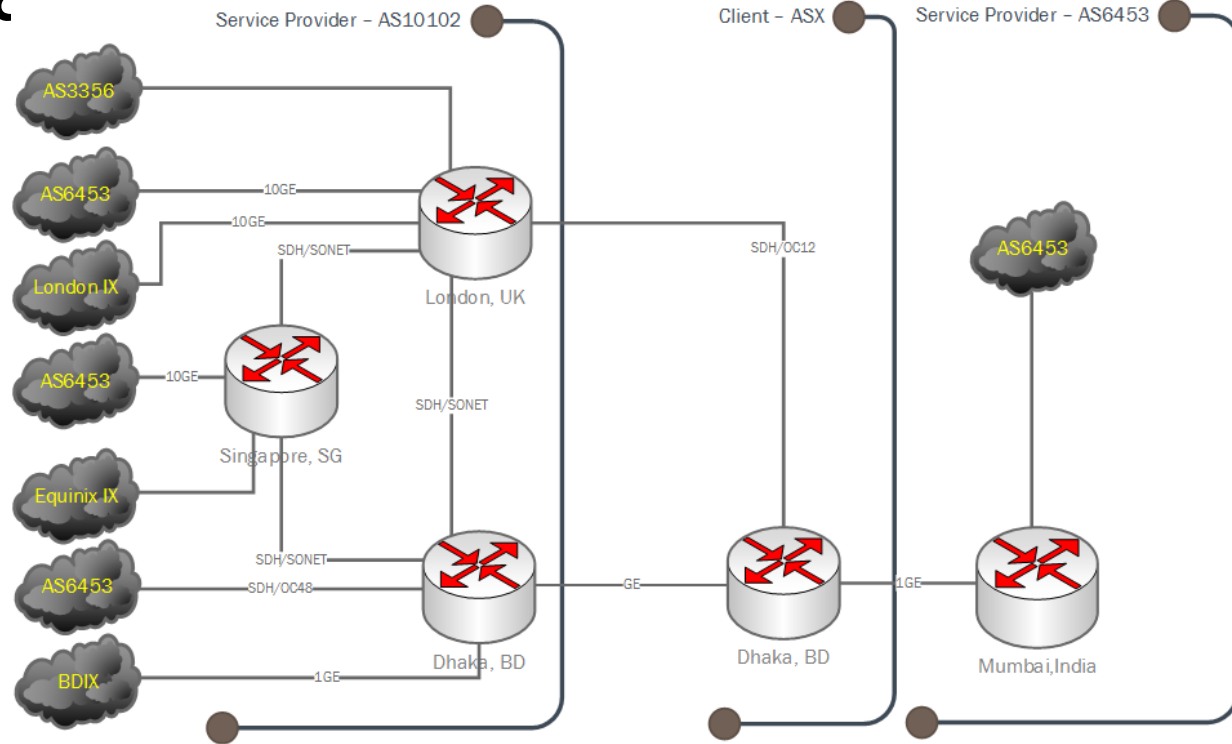 Service Provider – AS10102
Client – ASX
Service Provider – AS6453
AS3356
AS6453
10GE
10GE
London IX
SDH/SONET
SDH/OC12
AS6453
London, UK
AS6453
10GE
SDH/SONET
Singapore, SG
Equinix IX
SDH/SONET
AS6453
SDH/OC48
GE
1GE
Dhaka, BD
Dhaka, BD
Mumbai,India
BDIX
1GE